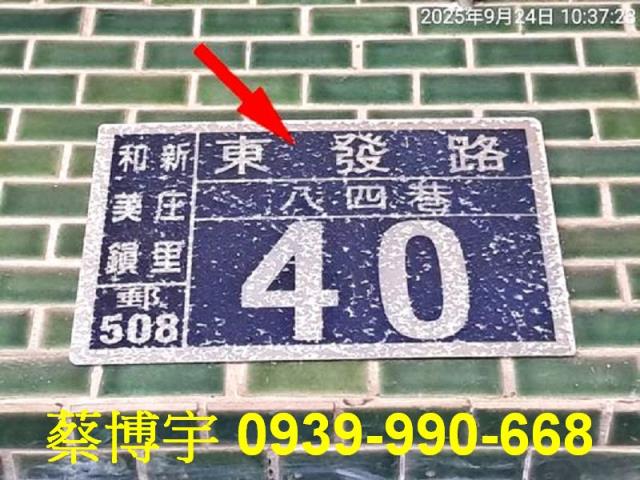 2025年9月24日 10:37:23
東發路
八四巷
40
和美鎮
新庄里
郵
508
蔡博宇 0939-990-668